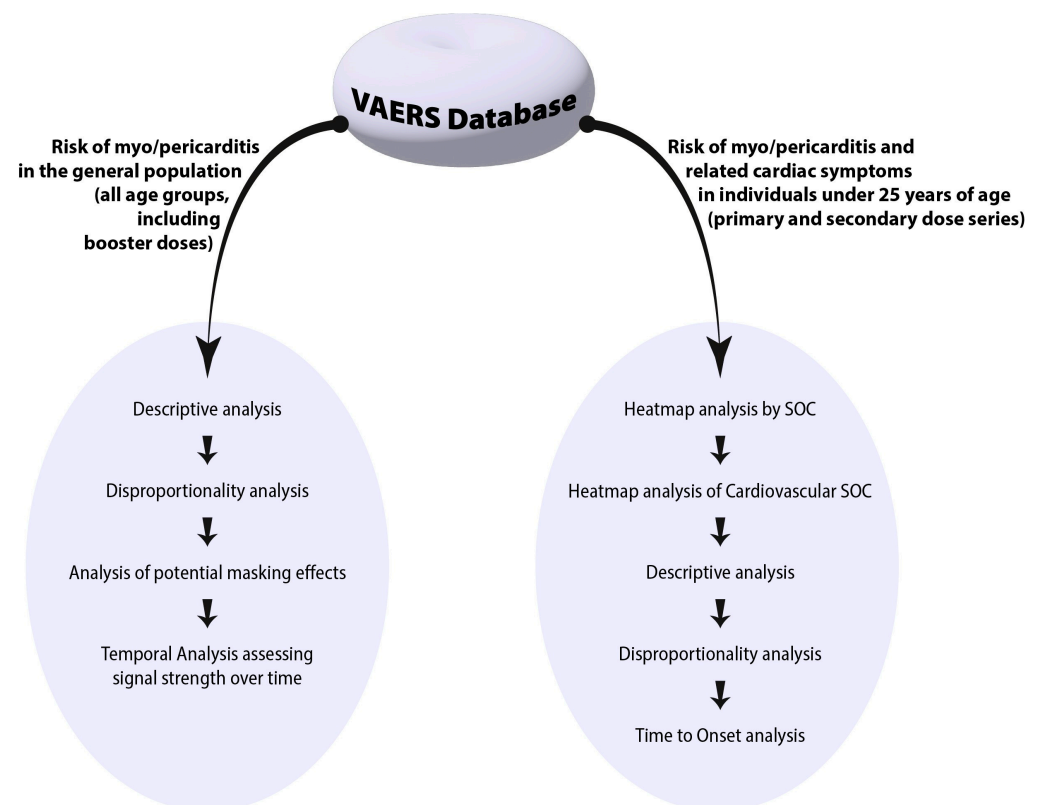 VAERS Database
Risk of myo/pericarditis
in the general population
(all age groups,
including
booster doses)
Risk of myo/pericarditis and
related cardiac symptoms
in individuals under 25 years of age
(primary and secondary dose series)
Descriptive analysis
Disproportionality analysis
Analysis of potential masking effects
Temporal Analysis assessing
signal strength over time
Heatmap analysis by SOC
Heatmap analysis of Cardiovascular SOC
Descriptive analysis
Disproportionality analysis
Time to Onset analysis